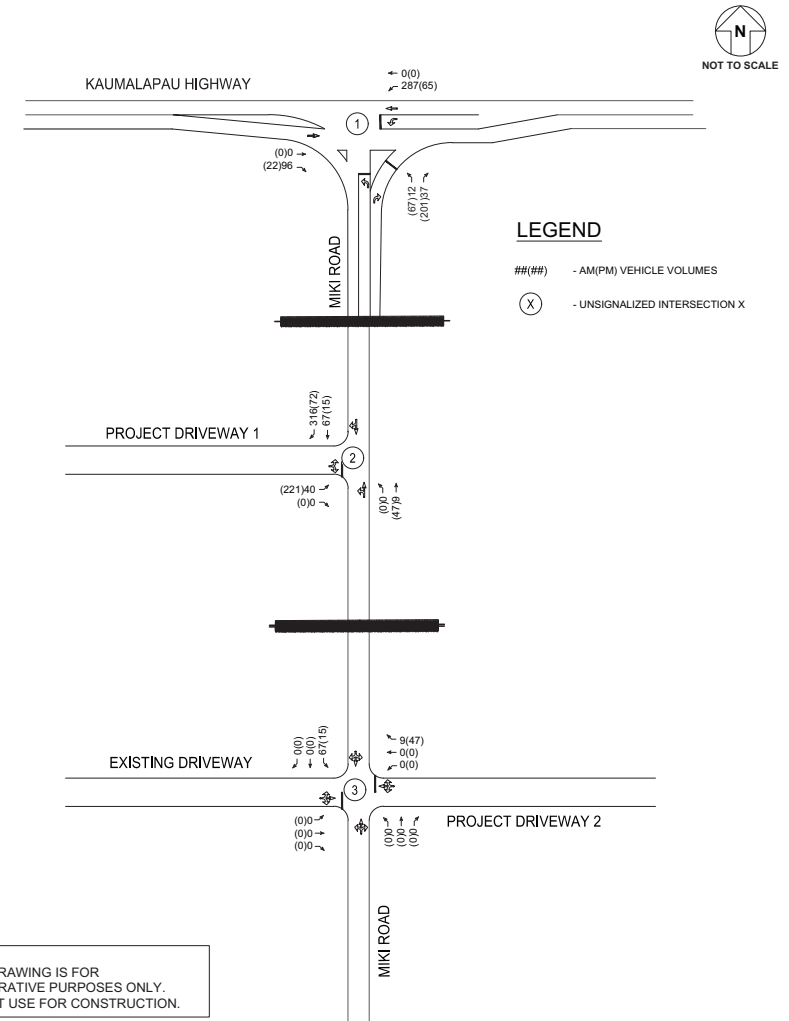 N
NOT TO SCALE
KAUMALAPAU HIGHWAY
0(0)
287(65)
1
(0)0
(22)96
(67)12
(201)37
MIKI ROAD
LEGEND
##(##) - AM(PM) VEHICLE VOLUMES
X - UNSIGNALIZED INTERSECTION X
316(72)
67(15)
PROJECT DRIVEWAY 1
2
(221)40
(0)0
(0)0
(47)9
0(0)
0(0)
67(15)
9(47)
0(0)
0(0)
EXISTING DRIVEWAY
3
(0)0
(0)0
(0)0
(0)0
(0)0
(0)0
PROJECT DRIVEWAY 2
MIKI ROAD
RAWING IS FOR
RATIVE PURPOSES ONLY.
T USE FOR CONSTRUCTION.